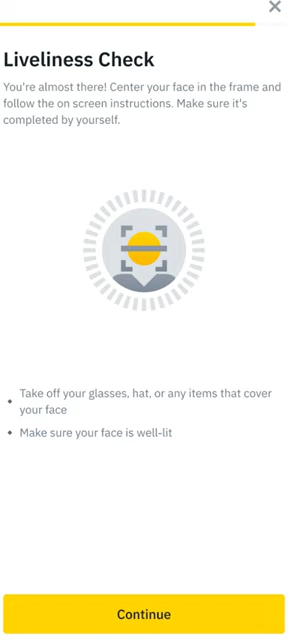 Liveliness Check
You're almost there! Center your face in the frame and
follow the on screen instructions. Make sure it's
completed by yourself.
Take off your glasses, hat, or any items that cover
your face
Make sure your face is well-lit
Continue